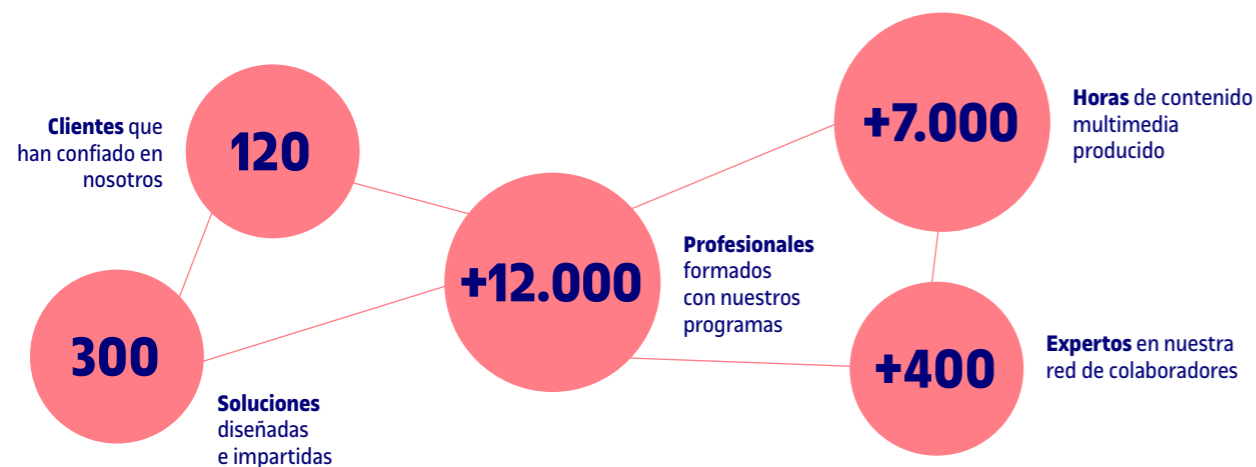 120
Clientes que
han confiado en
nosotros
300
Soluciones
diseñadas
e impartidas
+12.000
Profesionales
formados
con nuestros
programas
+7.000
Horas de contenido
multimedia
producido
+400
Expertos en nuestra
red de colaboradores